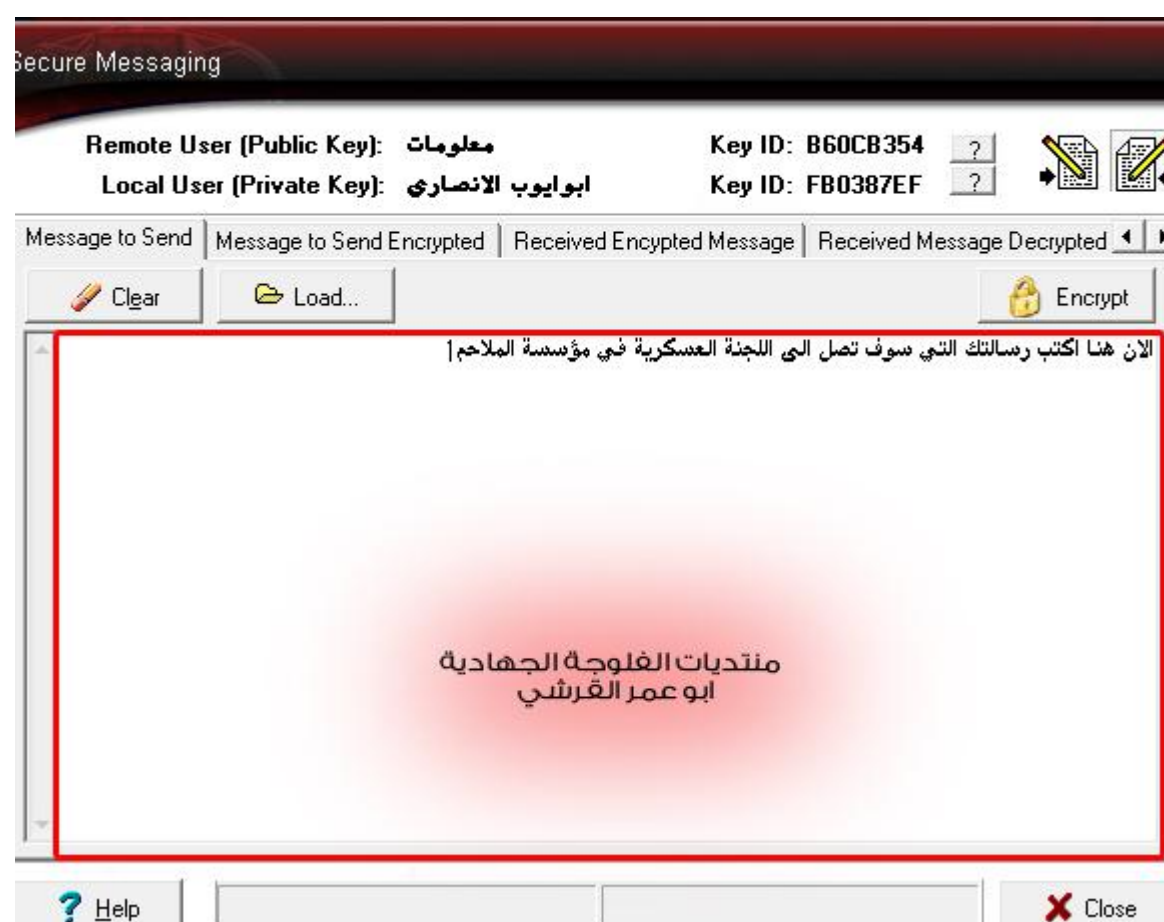 Secure Messaging
Remote User (Public Key): معلومات Key ID: B60CB354 ?
Local User (Private Key): ابوايوب الانصاري Key ID: FB0387EF ?
Message to Send Message to Send Encrypted Received Encypted Message Received Message Decrypted
Clear Load... Encrypt
الان هنا اكتب رسالتك التي سوف تصل الى اللجنة العسكرية في مؤسسة الملاحم
منتديات الفلوجة الجهادية
ابو عمر القرشي
? Help Close